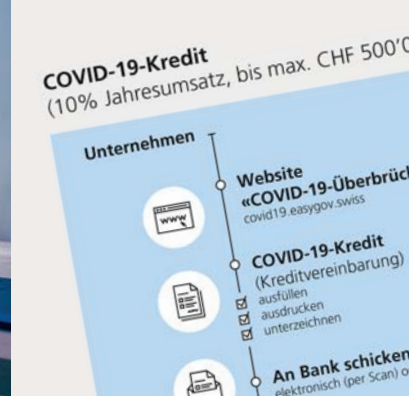 COVID-19-Kredit
(10% Jahresumsatz, bis max. CHF 500'0
Unternehmen
Website
«COVID-19-Überbrüc
covid19.easygov.swiss
www
COVID-19-Kredit
(Kreditvereinbarung)
ausfüllen
ausdrucken
unterzeichnen
An Bank schicken
elektronisch (per Scan) o